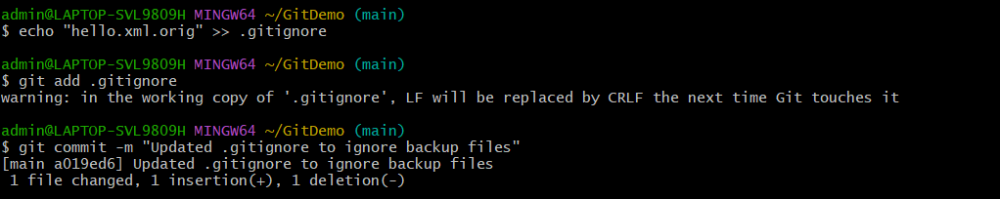 admin@LAPTOP-SVL9809H MINGW64 ~/GitDemo (main)
$ echo "hello.xml.orig" >> .gitignore
admin@LAPTOP-SVL9809H MINGW64 ~/GitDemo (main)
$ git add .gitignore
warning: in the working copy of '.gitignore', LF will be replaced by CRLF the next time Git touches it
admin@LAPTOP-SVL9809H MINGW64 ~/GitDemo (main)
$ git commit -m "Updated .gitignore to ignore backup files"
[main a019ed6] Updated .gitignore to ignore backup files
 1 file changed, 1 insertion(+), 1 deletion(-)